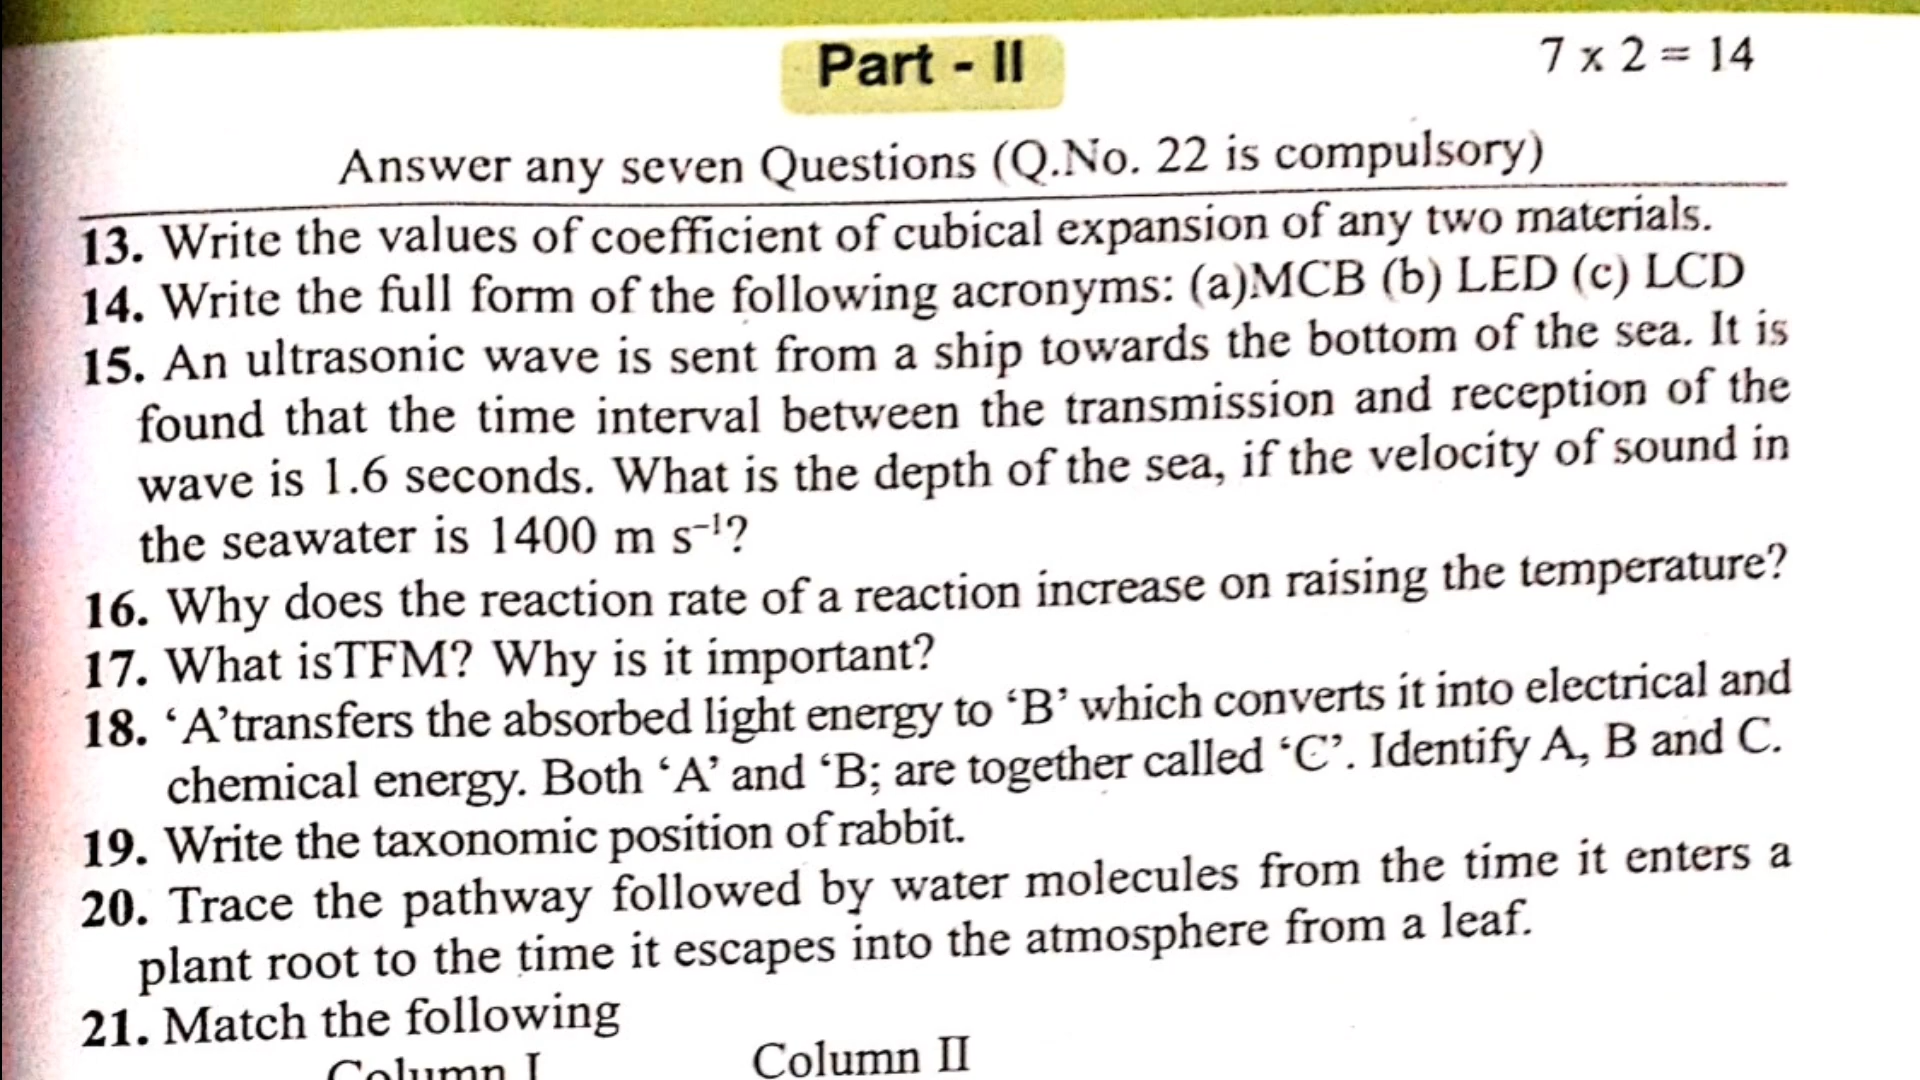 Part - II
7 x 2 = 14
Answer any seven Questions (Q.No. 22 is compulsory)
13. Write the values of coefficient of cubical expansion of any two materials.
14. Write the full form of the following acronyms: (a)MCB (b) LED (c) LCD
15. An ultrasonic wave is sent from a ship towards the bottom of the sea. It is
found that the time interval between the transmission and reception of the
wave is 1.6 seconds. What is the depth of the sea, if the velocity of sound in
the seawater is 1400 m s⁻¹?
16. Why does the reaction rate of a reaction increase on raising the temperature?
17. What isTFM? Why is it important?
18. ‘A’transfers the absorbed light energy to ‘B’ which converts it into electrical and
chemical energy. Both ‘A’ and ‘B; are together called ‘C’. Identify A, B and C.
19. Write the taxonomic position of rabbit.
20. Trace the pathway followed by water molecules from the time it enters a
plant root to the time it escapes into the atmosphere from a leaf.
21. Match the following
Column I Column II